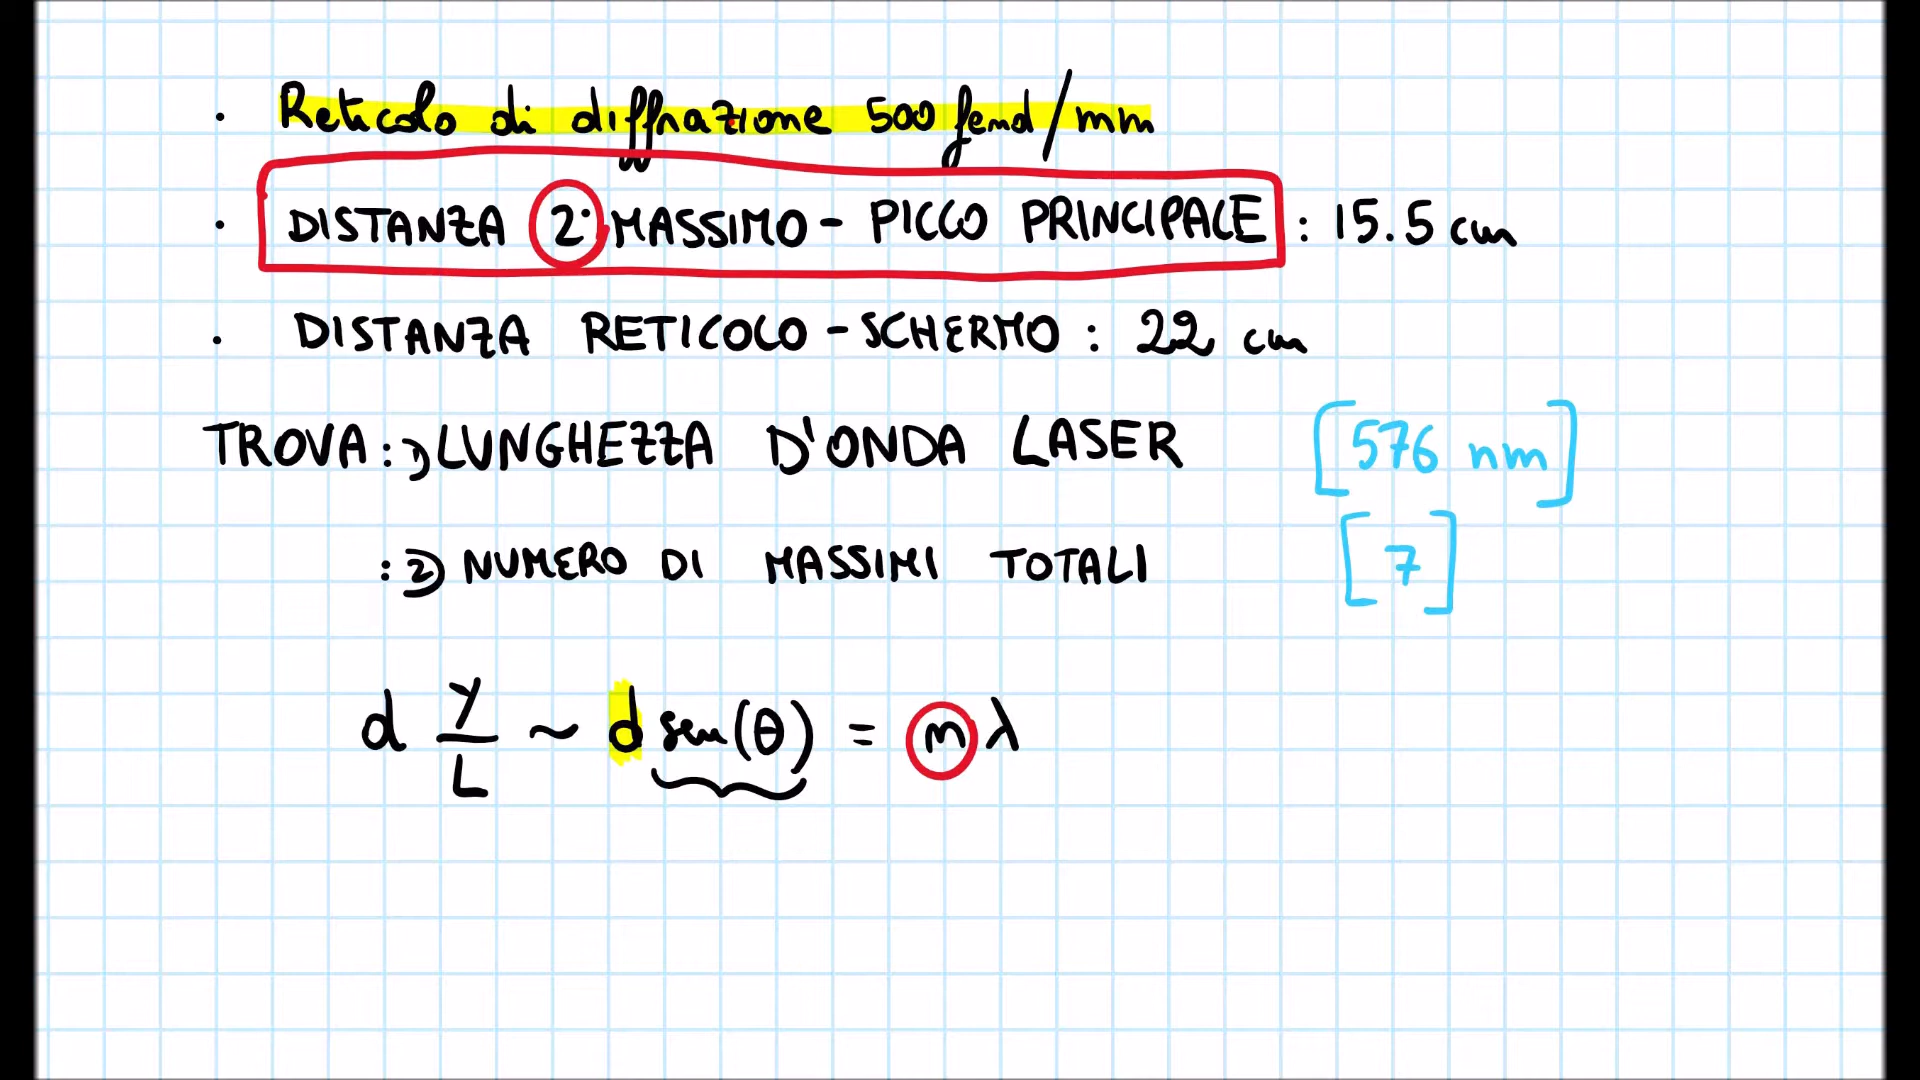 · Reticolo di diffrazione 500 fend/mm
· DISTANZA 2° MASSIMO - PICCO PRINCIPALE : 15.5 cm
· DISTANZA RETICOLO - SCHERMO : 22 cm
TROVA : 1) LUNGHEZZA D'ONDA LASER [576 nm]
: 2) NUMERO DI MASSIMI TOTALI [7]
d Y/L ~ d sen(θ) = m λ